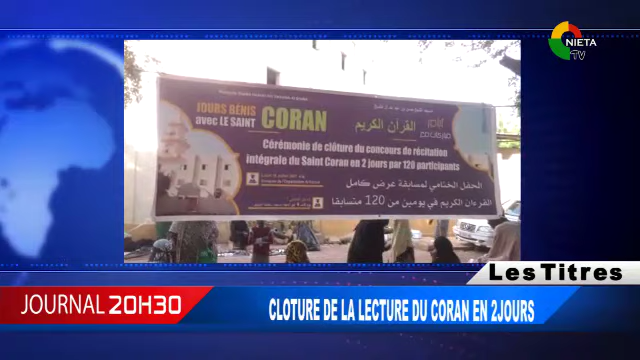 NIETA
TV
JOURS BÉNIS
avec LE SAINT CORAN
القرآن الكريم
Cérémonie de clôture du concours de récitation
intégrale du Saint Coran en 2 jours par 120 participants
الحفل الختامي لمسابقة عرض كامل
القرءان الكريم في يومين من 120 متسابقا
Les Titres
JOURNAL 20H30
CLOTURE DE LA LECTURE DU CORAN EN 2JOURS